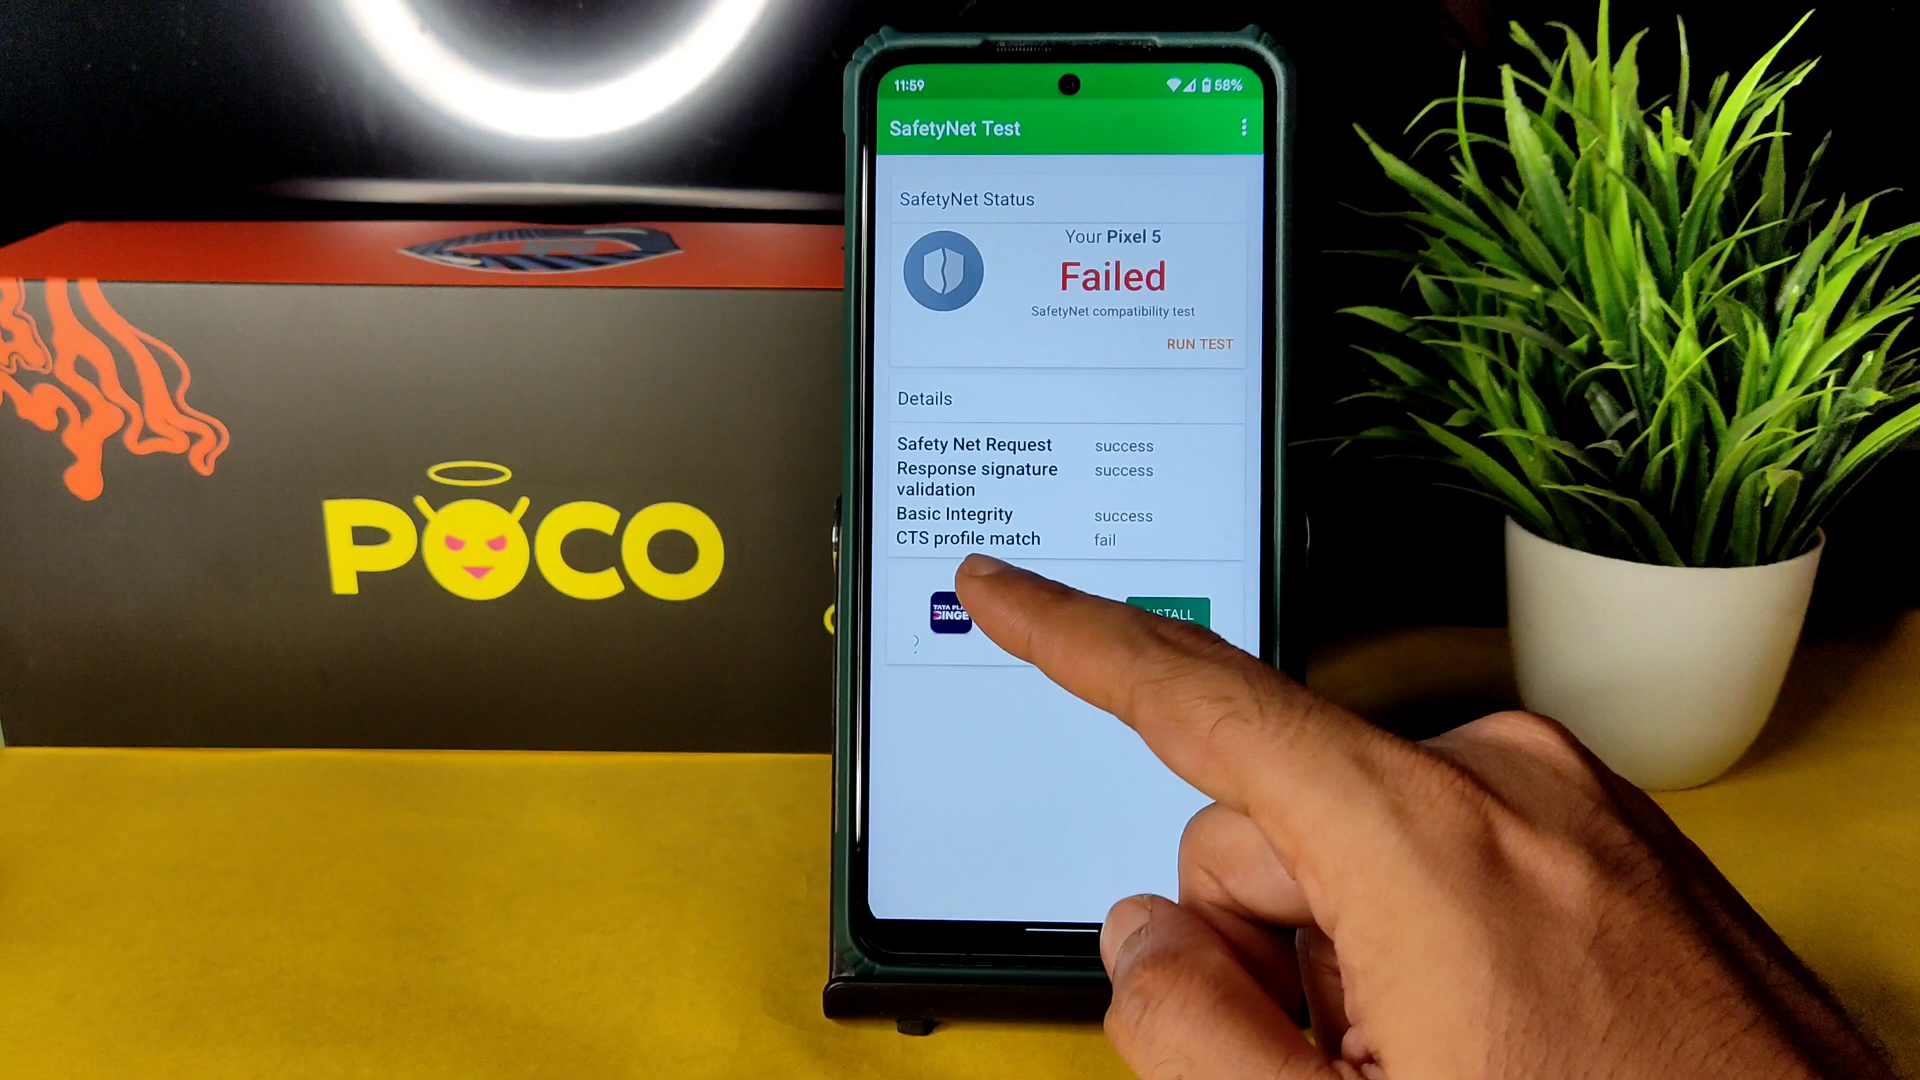 11:59
58%
SafetyNet Test
SafetyNet Status
Your Pixel 5
Failed
SafetyNet compatibility test
RUN TEST
Details
Safety Net Request success
Response signature success
validation
Basic Integrity success
CTS profile match fail
BINGE
POCO